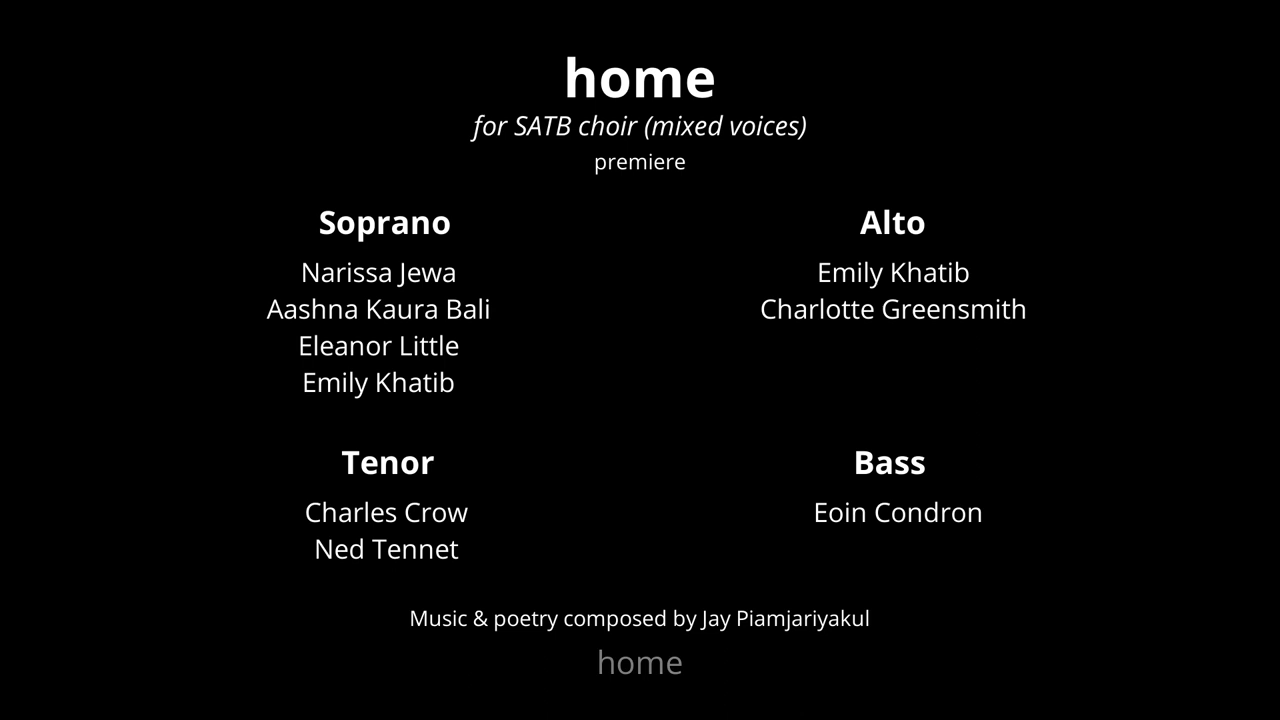 home
for SATB choir (mixed voices)
premiere
Soprano
Narissa Jewa
Aashna Kaura Bali
Eleanor Little
Emily Khatib
Alto
Emily Khatib
Charlotte Greensmith
Tenor
Charles Crow
Ned Tennet
Bass
Eoin Condron
Music & poetry composed by Jay Piamjariyakul
home